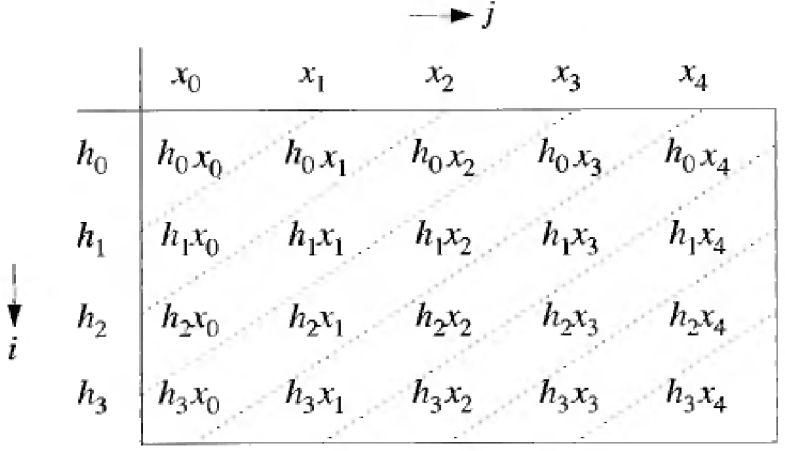 → j
x₀ x₁ x₂ x₃ x₄
h₀ h₀x₀ h₀x₁ h₀x₂ h₀x₃ h₀x₄
h₁ h₁x₀ h₁x₁ h₁x₂ h₁x₃ h₁x₄
↓
h₂ h₂x₀ h₂x₁ h₂x₂ h₂x₃ h₂x₄
i
h₃ h₃x₀ h₃x₁ h₃x₂ h₃x₃ h₃x₄